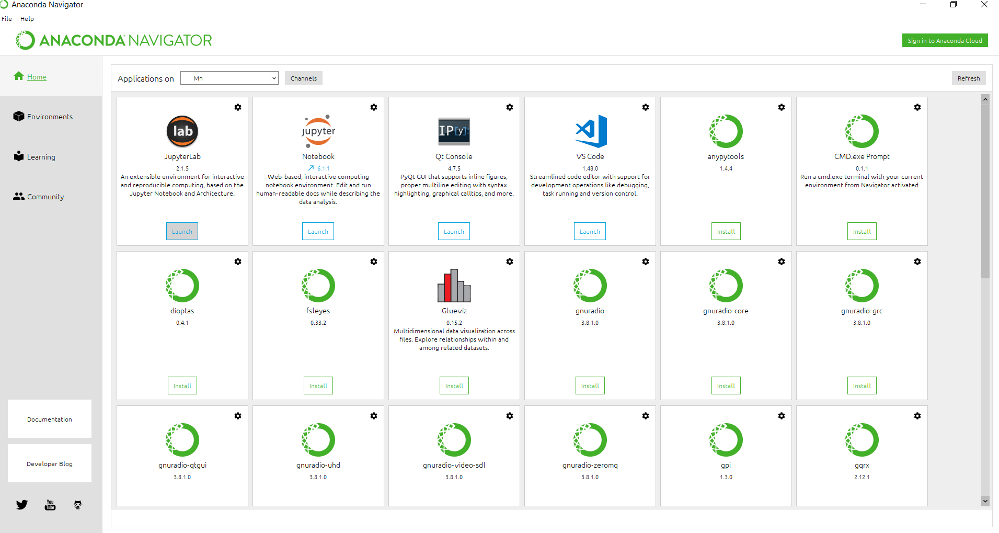 Anaconda Navigator
File Help
ANACONDA NAVIGATOR
Sign in to Anaconda Cloud
Home
Environments
Learning
Community
Documentation
Developer Blog
You
Tube
Applications on Mn Channels Refresh
lab
JupyterLab
2.1.5
An extensible environment for interactive
and reproducible computing, based on the
Jupyter Notebook and Architecture.
Launch
jupyter
Notebook
6.1.1
Web-based, interactive computing
notebook environment. Edit and run
human-readable docs while describing the
data analysis.
Launch
IP[y]:
Qt Console
4.7.5
PyQt GUI that supports inline figures,
proper multiline editing with syntax
highlighting, graphical calltips, and more.
Launch
VS Code
1.48.0
Streamlined code editor with support for
development operations like debugging,
task running and version control.
Launch
anypytools
1.4.4
Install
CMD.exe Prompt
0.1.1
Run a cmd.exe terminal with your current
environment from Navigator activated
Install
dioptas
0.4.1
Install
fsleyes
0.33.2
Install
Glueviz
0.15.2
Multidimensional data visualization across
files. Explore relationships within and
among related datasets.
Install
gnuradio
3.8.1.0
Install
gnuradio-core
3.8.1.0
Install
gnuradio-grc
3.8.1.0
Install
gnuradio-qtgui
3.8.1.0
gnuradio-uhd
3.8.1.0
gnuradio-video-sdl
3.8.1.0
gnuradio-zeromq
3.8.1.0
gpi
1.3.0
gqrx
2.12.1